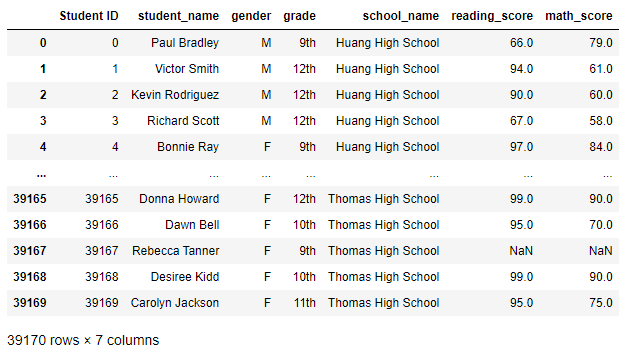 Student ID student_name gender grade school_name reading_score math_score
0 0 Paul Bradley M 9th Huang High School 66.0 79.0
1 1 Victor Smith M 12th Huang High School 94.0 61.0
2 2 Kevin Rodriguez M 12th Huang High School 90.0 60.0
3 3 Richard Scott M 12th Huang High School 67.0 58.0
4 4 Bonnie Ray F 9th Huang High School 97.0 84.0
... ... ... ... ... ... ... ...
39165 39165 Donna Howard F 12th Thomas High School 99.0 90.0
39166 39166 Dawn Bell F 10th Thomas High School 95.0 70.0
39167 39167 Rebecca Tanner F 9th Thomas High School NaN NaN
39168 39168 Desiree Kidd F 10th Thomas High School 99.0 90.0
39169 39169 Carolyn Jackson F 11th Thomas High School 95.0 75.0
39170 rows × 7 columns